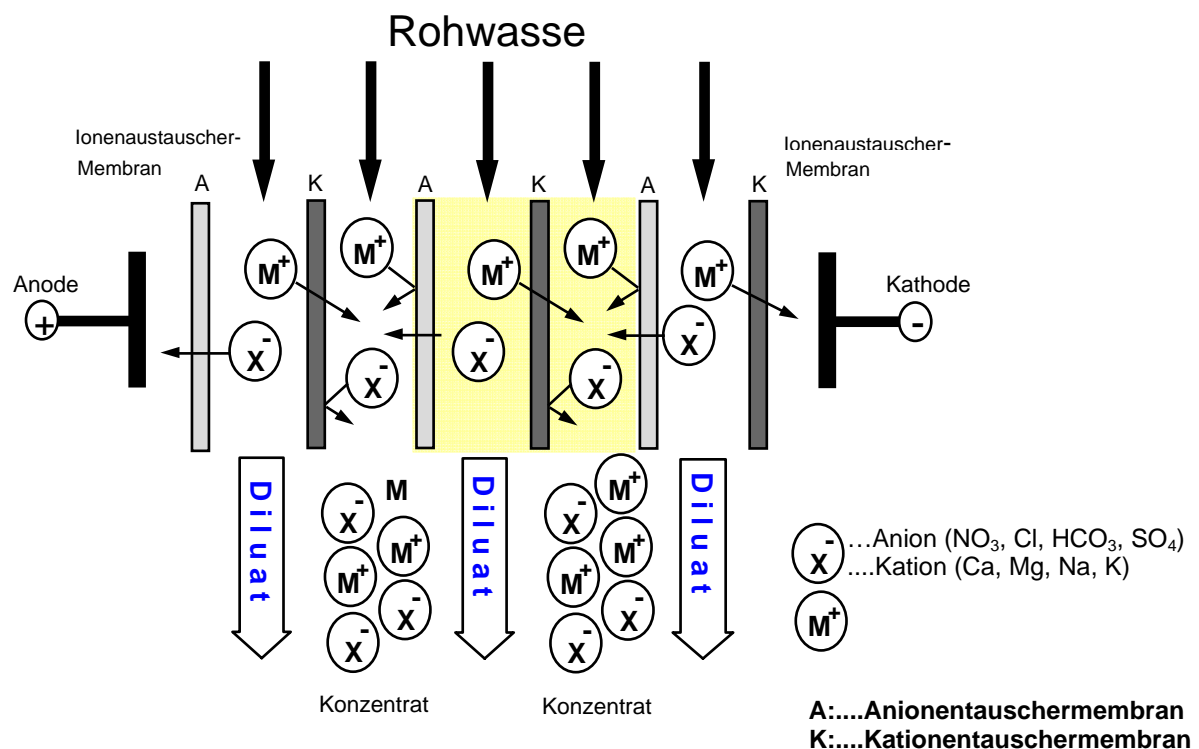 Rohwasse
Ionenaustauscher-
Membran
Ionenaustauscher-
Membran
A K A K A K
M+ M+ M+ M+ M+
Anode
Kathode
+
-
X- X- X-
X- X-
Diluat
Diluat
Diluat
M
X-
M+
M+
X-
X-
M+
X-
M+
M+
X-
X-
Konzentrat
Konzentrat
X- ...Anion (NO₃, Cl, HCO₃, SO₄)
....Kation (Ca, Mg, Na, K)
M+
A:....Anionentauschermembran
K:....Kationentauschermembran